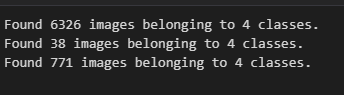 Found 6326 images belonging to 4 classes.
Found 38 images belonging to 4 classes.
Found 771 images belonging to 4 classes.